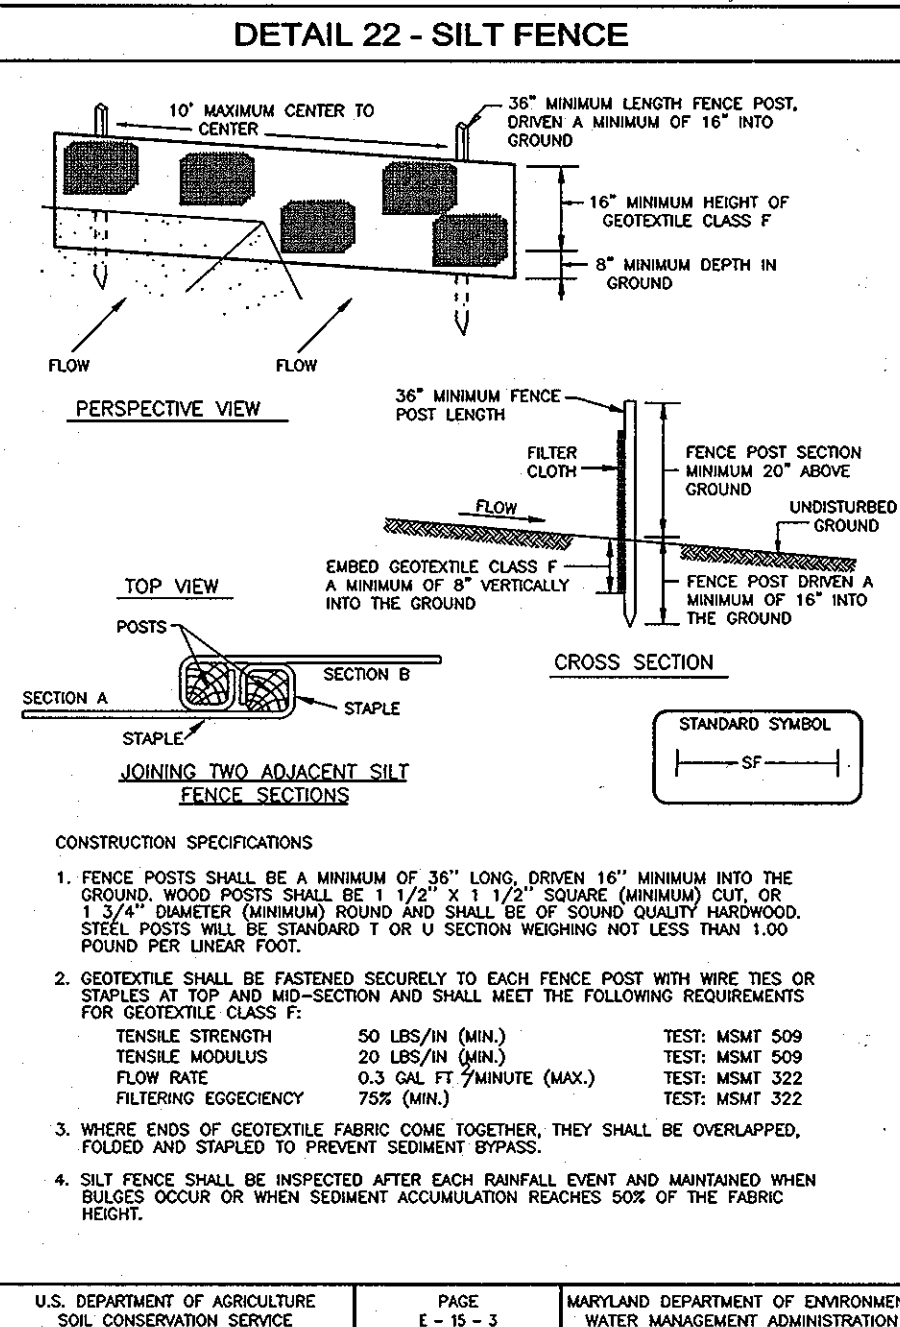 DETAIL 22 - SILT FENCE
10' MAXIMUM CENTER TO
CENTER
36" MINIMUM LENGTH FENCE POST,
DRIVEN A MINIMUM OF 16" INTO
GROUND
16" MINIMUM HEIGHT OF
GEOTEXTILE CLASS F
8" MINIMUM DEPTH IN
GROUND
FLOW
FLOW
PERSPECTIVE VIEW
36" MINIMUM FENCE
POST LENGTH
FILTER
CLOTH
FENCE POST SECTION
MINIMUM 20" ABOVE
GROUND
UNDISTURBED
GROUND
FLOW
EMBED GEOTEXTILE CLASS F
A MINIMUM OF 8" VERTICALLY
INTO THE GROUND
FENCE POST DRIVEN A
MINIMUM OF 16" INTO
THE GROUND
CROSS SECTION
TOP VIEW
POSTS
SECTION B
SECTION A
STAPLE
STAPLE
JOINING TWO ADJACENT SILT
FENCE SECTIONS
STANDARD SYMBOL
SF
CONSTRUCTION SPECIFICATIONS
1. FENCE POSTS SHALL BE A MINIMUM OF 36" LONG, DRIVEN 16" MINIMUM INTO THE
GROUND. WOOD POSTS SHALL BE 1 1/2" X 1 1/2" SQUARE (MINIMUM) CUT, OR
1 3/4" DIAMETER (MINIMUM) ROUND AND SHALL BE OF SOUND QUALITY HARDWOOD.
STEEL POSTS WILL BE STANDARD T OR U SECTION WEIGHING NOT LESS THAN 1.00
POUND PER LINEAR FOOT.
2. GEOTEXTILE SHALL BE FASTENED SECURELY TO EACH FENCE POST WITH WIRE TIES OR
STAPLES AT TOP AND MID-SECTION AND SHALL MEET THE FOLLOWING REQUIREMENTS
FOR GEOTEXTILE CLASS F:
TENSILE STRENGTH 50 LBS/IN (MIN.) TEST: MSMT 509
TENSILE MODULUS 20 LBS/IN (MIN.) TEST: MSMT 509
FLOW RATE 0.3 GAL FT ²/MINUTE (MAX.) TEST: MSMT 322
FILTERING EGGECIENCY 75% (MIN.) TEST: MSMT 322
3. WHERE ENDS OF GEOTEXTILE FABRIC COME TOGETHER, THEY SHALL BE OVERLAPPED,
FOLDED AND STAPLED TO PREVENT SEDIMENT BYPASS.
4. SILT FENCE SHALL BE INSPECTED AFTER EACH RAINFALL EVENT AND MAINTAINED WHEN
BULGES OCCUR OR WHEN SEDIMENT ACCUMULATION REACHES 50% OF THE FABRIC
HEIGHT.
U.S. DEPARTMENT OF AGRICULTURE
SOIL CONSERVATION SERVICE
PAGE
E - 15 - 3
MARYLAND DEPARTMENT OF ENVIRONMEN
WATER MANAGEMENT ADMINISTRATION